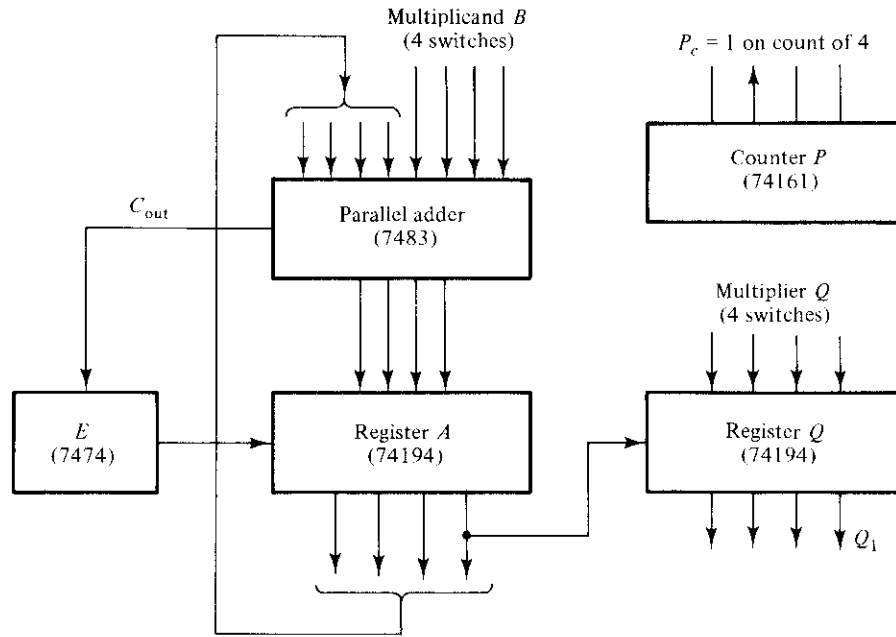 Multiplicand B
(4 switches)
P_c = 1 on count of 4
Counter P
(74161)
C_out
Parallel adder
(7483)
Multiplier Q
(4 switches)
E
(7474)
Register A
(74194)
Register Q
(74194)
Q_1